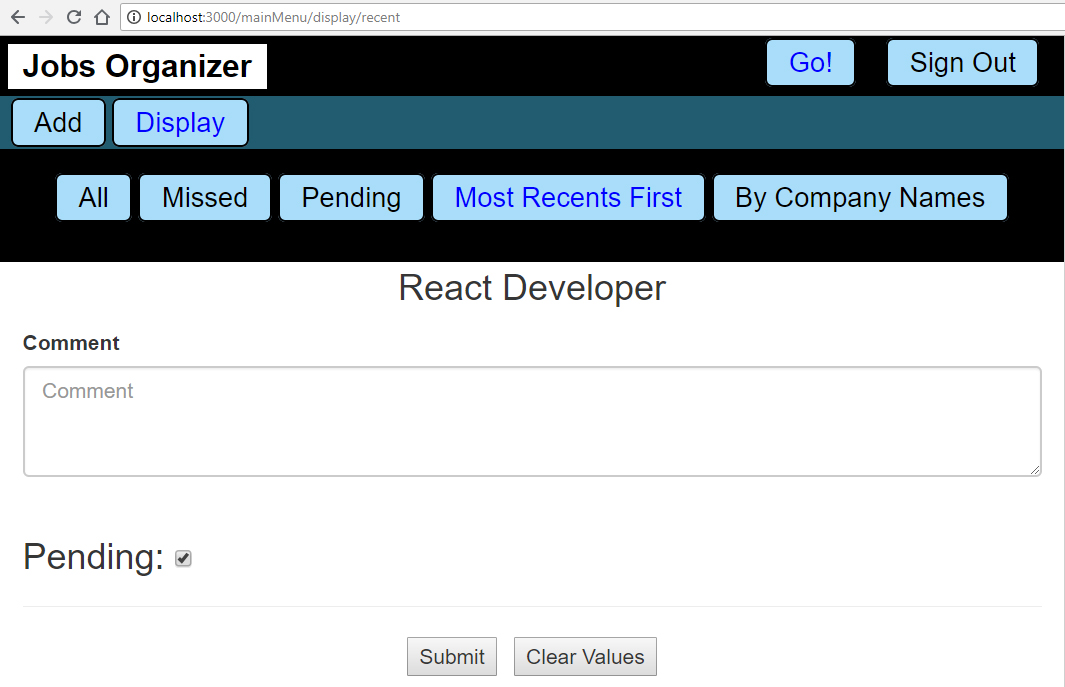 localhost:3000/mainMenu/display/recent
Jobs Organizer Go! Sign Out
Add Display
All Missed Pending Most Recents First By Company Names
React Developer
Comment
Comment
Pending:
Submit Clear Values